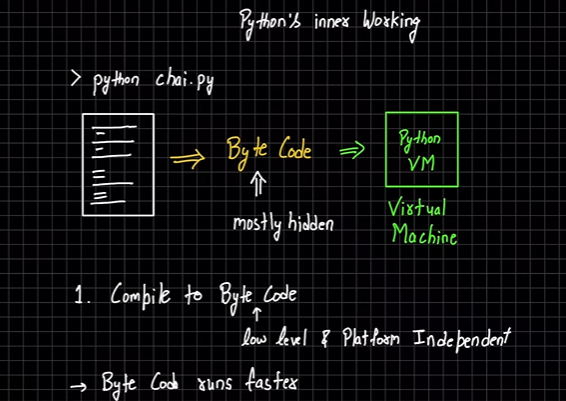 Python's inner Working
> python chai.py
⇒ Byte Code ⇒
Python
VM
mostly hidden
Virtual
Machine
1. Compile to Byte Code
low level & Platform Independent
→ Byte Cod runs faster